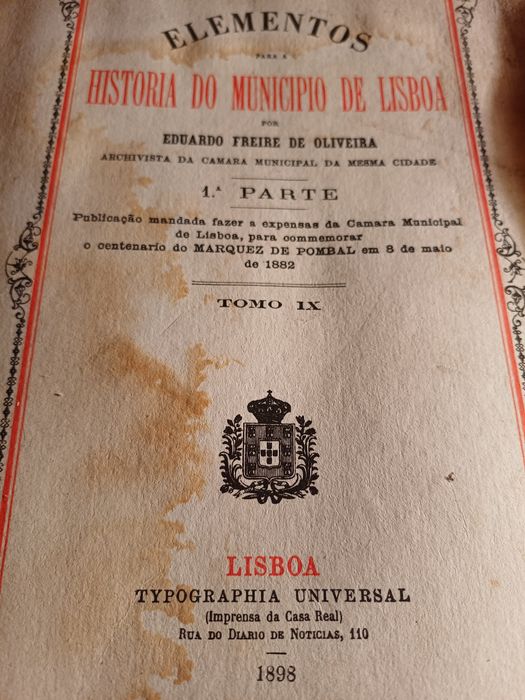 ELEMENTOS
PARA A
HISTORIA DO MUNICIPIO DE LISBOA
POR
EDUARDO FREIRE DE OLIVEIRA
ARCHIVISTA DA CAMARA MUNICIPAL DA MESMA CIDADE
1.ª PARTE
Publicação mandada fazer a expensas da Camara Municipal
de Lisboa, para commemorar
o centenario do MARQUEZ DE POMBAL em 8 de maio
de 1882
TOMO IX
LISBOA
TYPOGRAPHIA UNIVERSAL
(Imprensa da Casa Real)
RUA DO DIARIO DE NOTICIAS, 110
1898